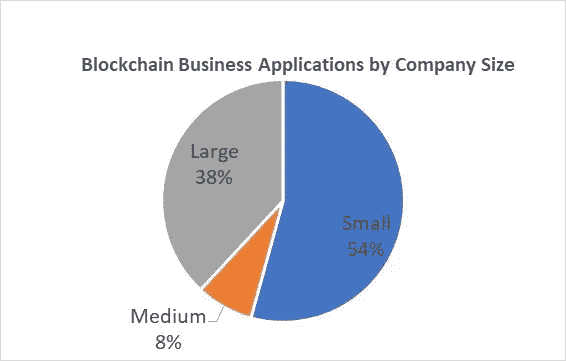 Blockchain Business Applications by Company Size
Large
38%
Small
54%
Medium
8%